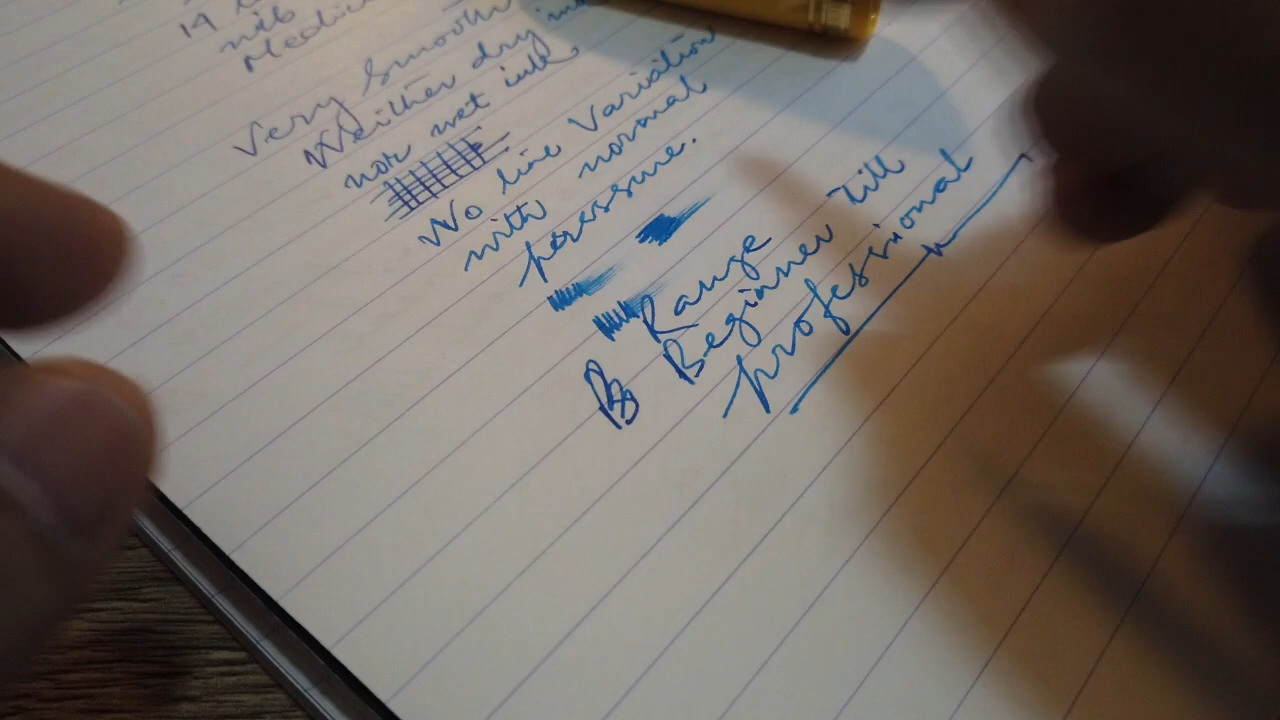 14
nib
Medium
Very Smooth
Neither dry
nor wet ink
No line Variation
with normal
pressure.
Range
B Beginner till
professional